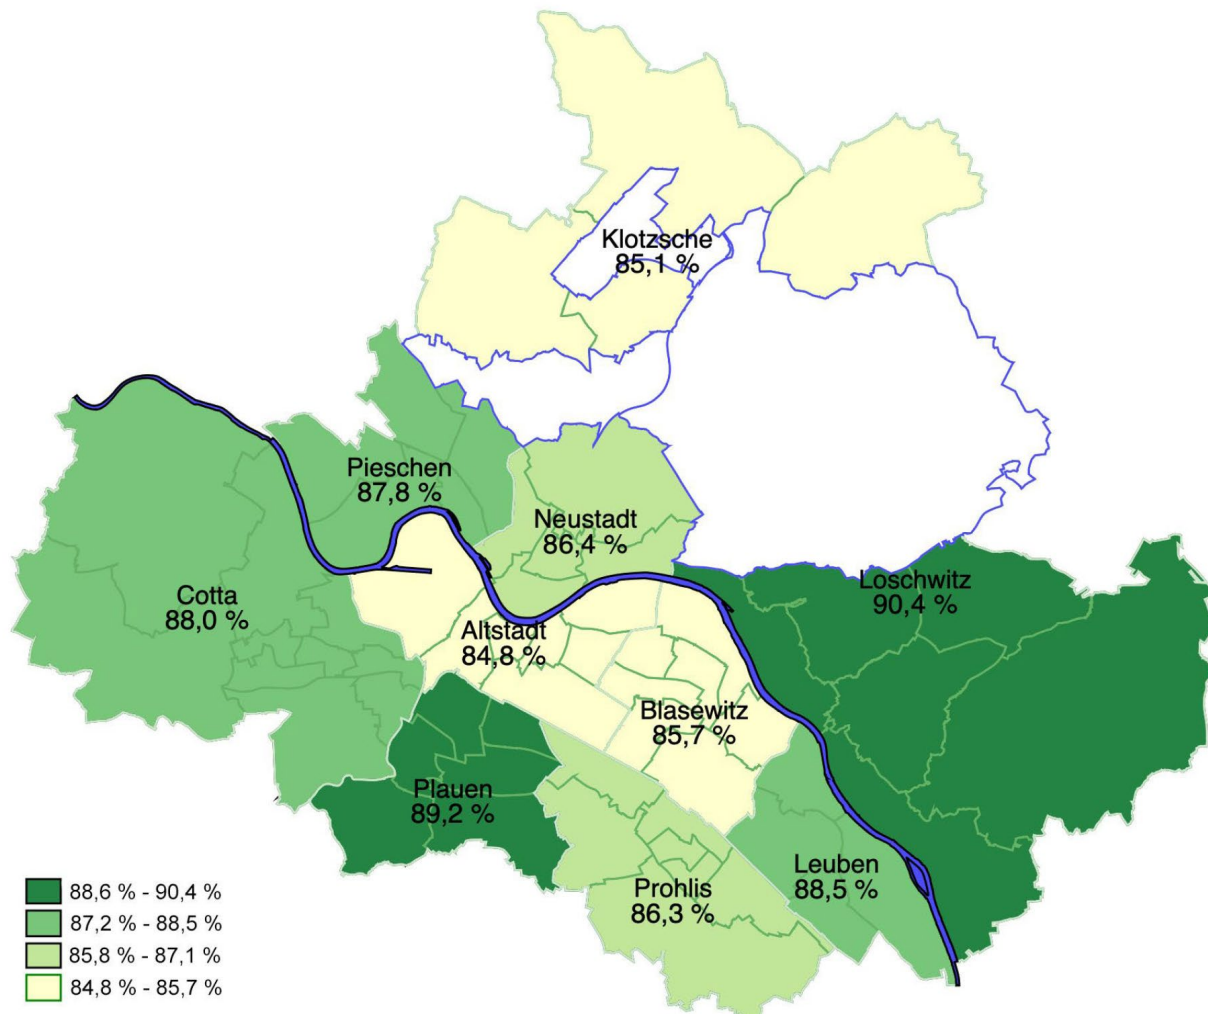 Klotzsche
85,1 %
Pieschen
87,8 %
Neustadt
86,4 %
Loschwitz
90,4 %
Cotta
88,0 %
Altstadt
84,8 %
Blasewitz
85,7 %
Plauen
89,2 %
Leuben
88,5 %
Prohlis
86,3 %
88,6 % - 90,4 %
87,2 % - 88,5 %
85,8 % - 87,1 %
84,8 % - 85,7 %